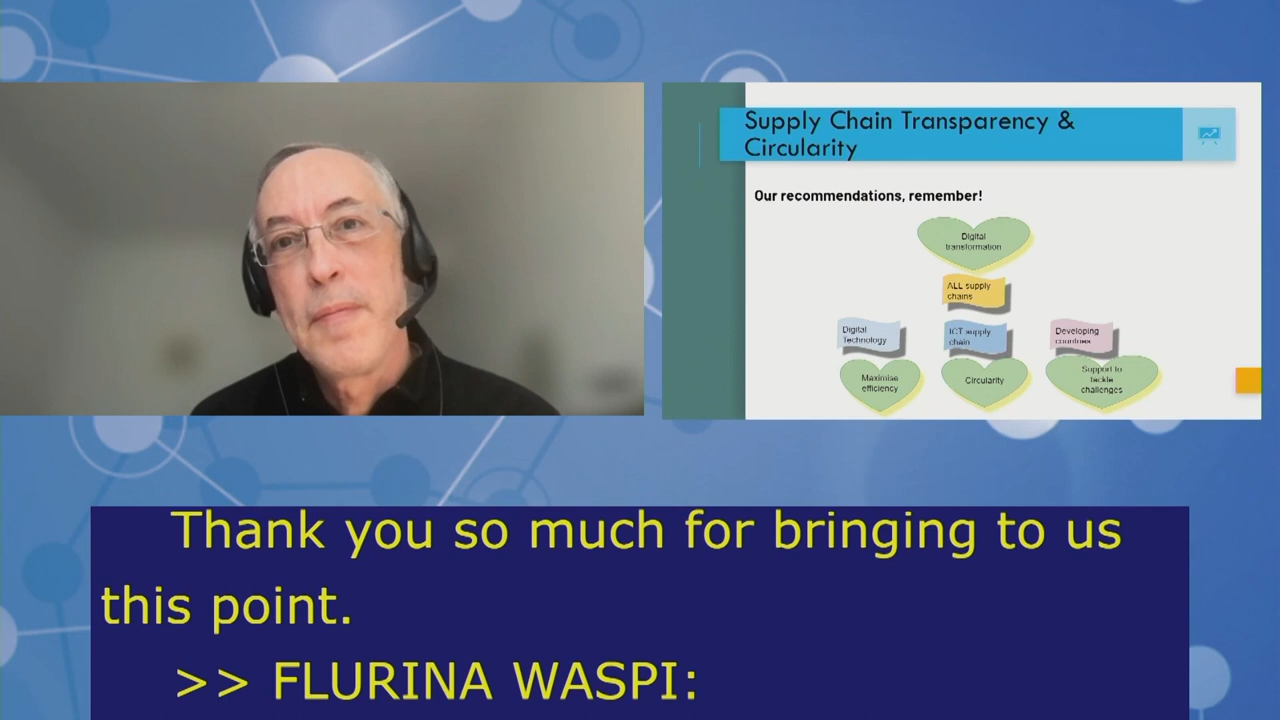 Supply Chain Transparency &
Circularity
Our recommendations, remember!
Digital
transformation
ALL supply
chains
Digital
Technology
ICT supply
chain
Developing
countries
Maximise
efficiency
Circularity
Support to
tackle
challenges
Thank you so much for bringing to us
this point.
>> FLURINA WASPI: